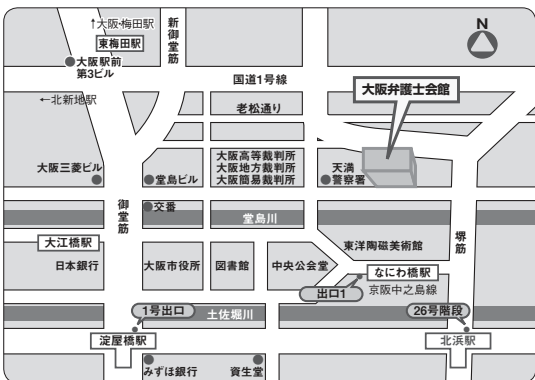 ↑大阪・梅田駅
東梅田駅
大阪駅前
第3ビル
←北新地駅
新御堂筋
N
国道1号線
大阪弁護士会館
老松通り
大阪高等裁判所
大阪地方裁判所
大阪簡易裁判所
天満
警察署
大阪三菱ビル
堂島ビル
御堂筋
交番
堂島川
堺筋
大江橋駅
日本銀行
大阪市役所
図書館
中央公会堂
東洋陶磁美術館
なにわ橋駅
京阪中之島線
出口1
1号出口
土佐堀川
26号階段
淀屋橋駅
北浜駅
みずほ銀行
資生堂